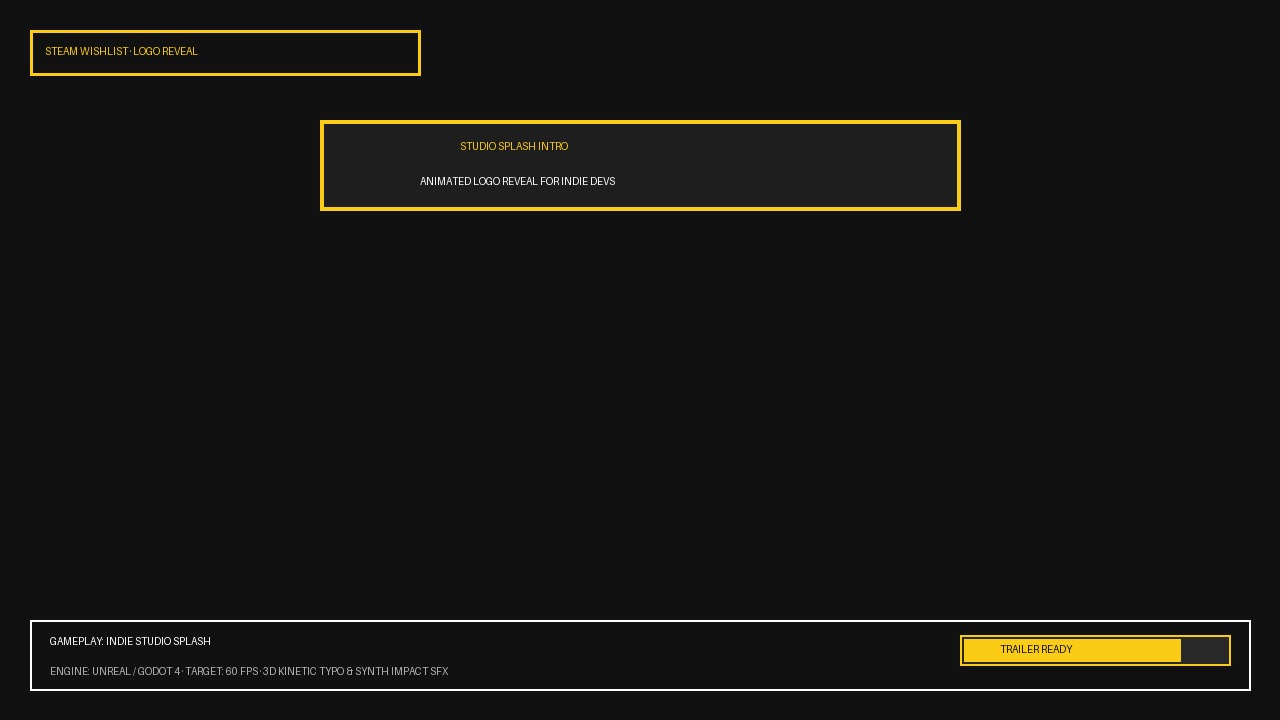 STEAM WISHLIST · LOGO REVEAL
STUDIO SPLASH INTRO
ANIMATED LOGO REVEAL FOR INDIE DEVS
GAMEPLAY: INDIE STUDIO SPLASH
TRAILER READY
ENGINE: UNREAL / GODOT 4 · TARGET: 60 FPS · 3D KINETIC TYPO & SYNTH IMPACT SFX